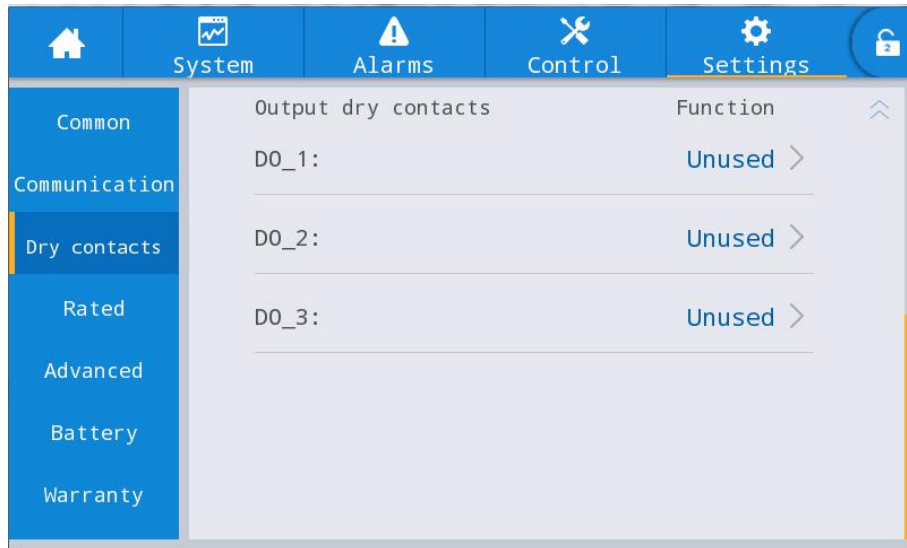 System
Alarms
Control
Settings
2
Common
Communication
Dry contacts
Rated
Advanced
Battery
Warranty
Output dry contacts Function
DO_1: Unused
DO_2: Unused
DO_3: Unused